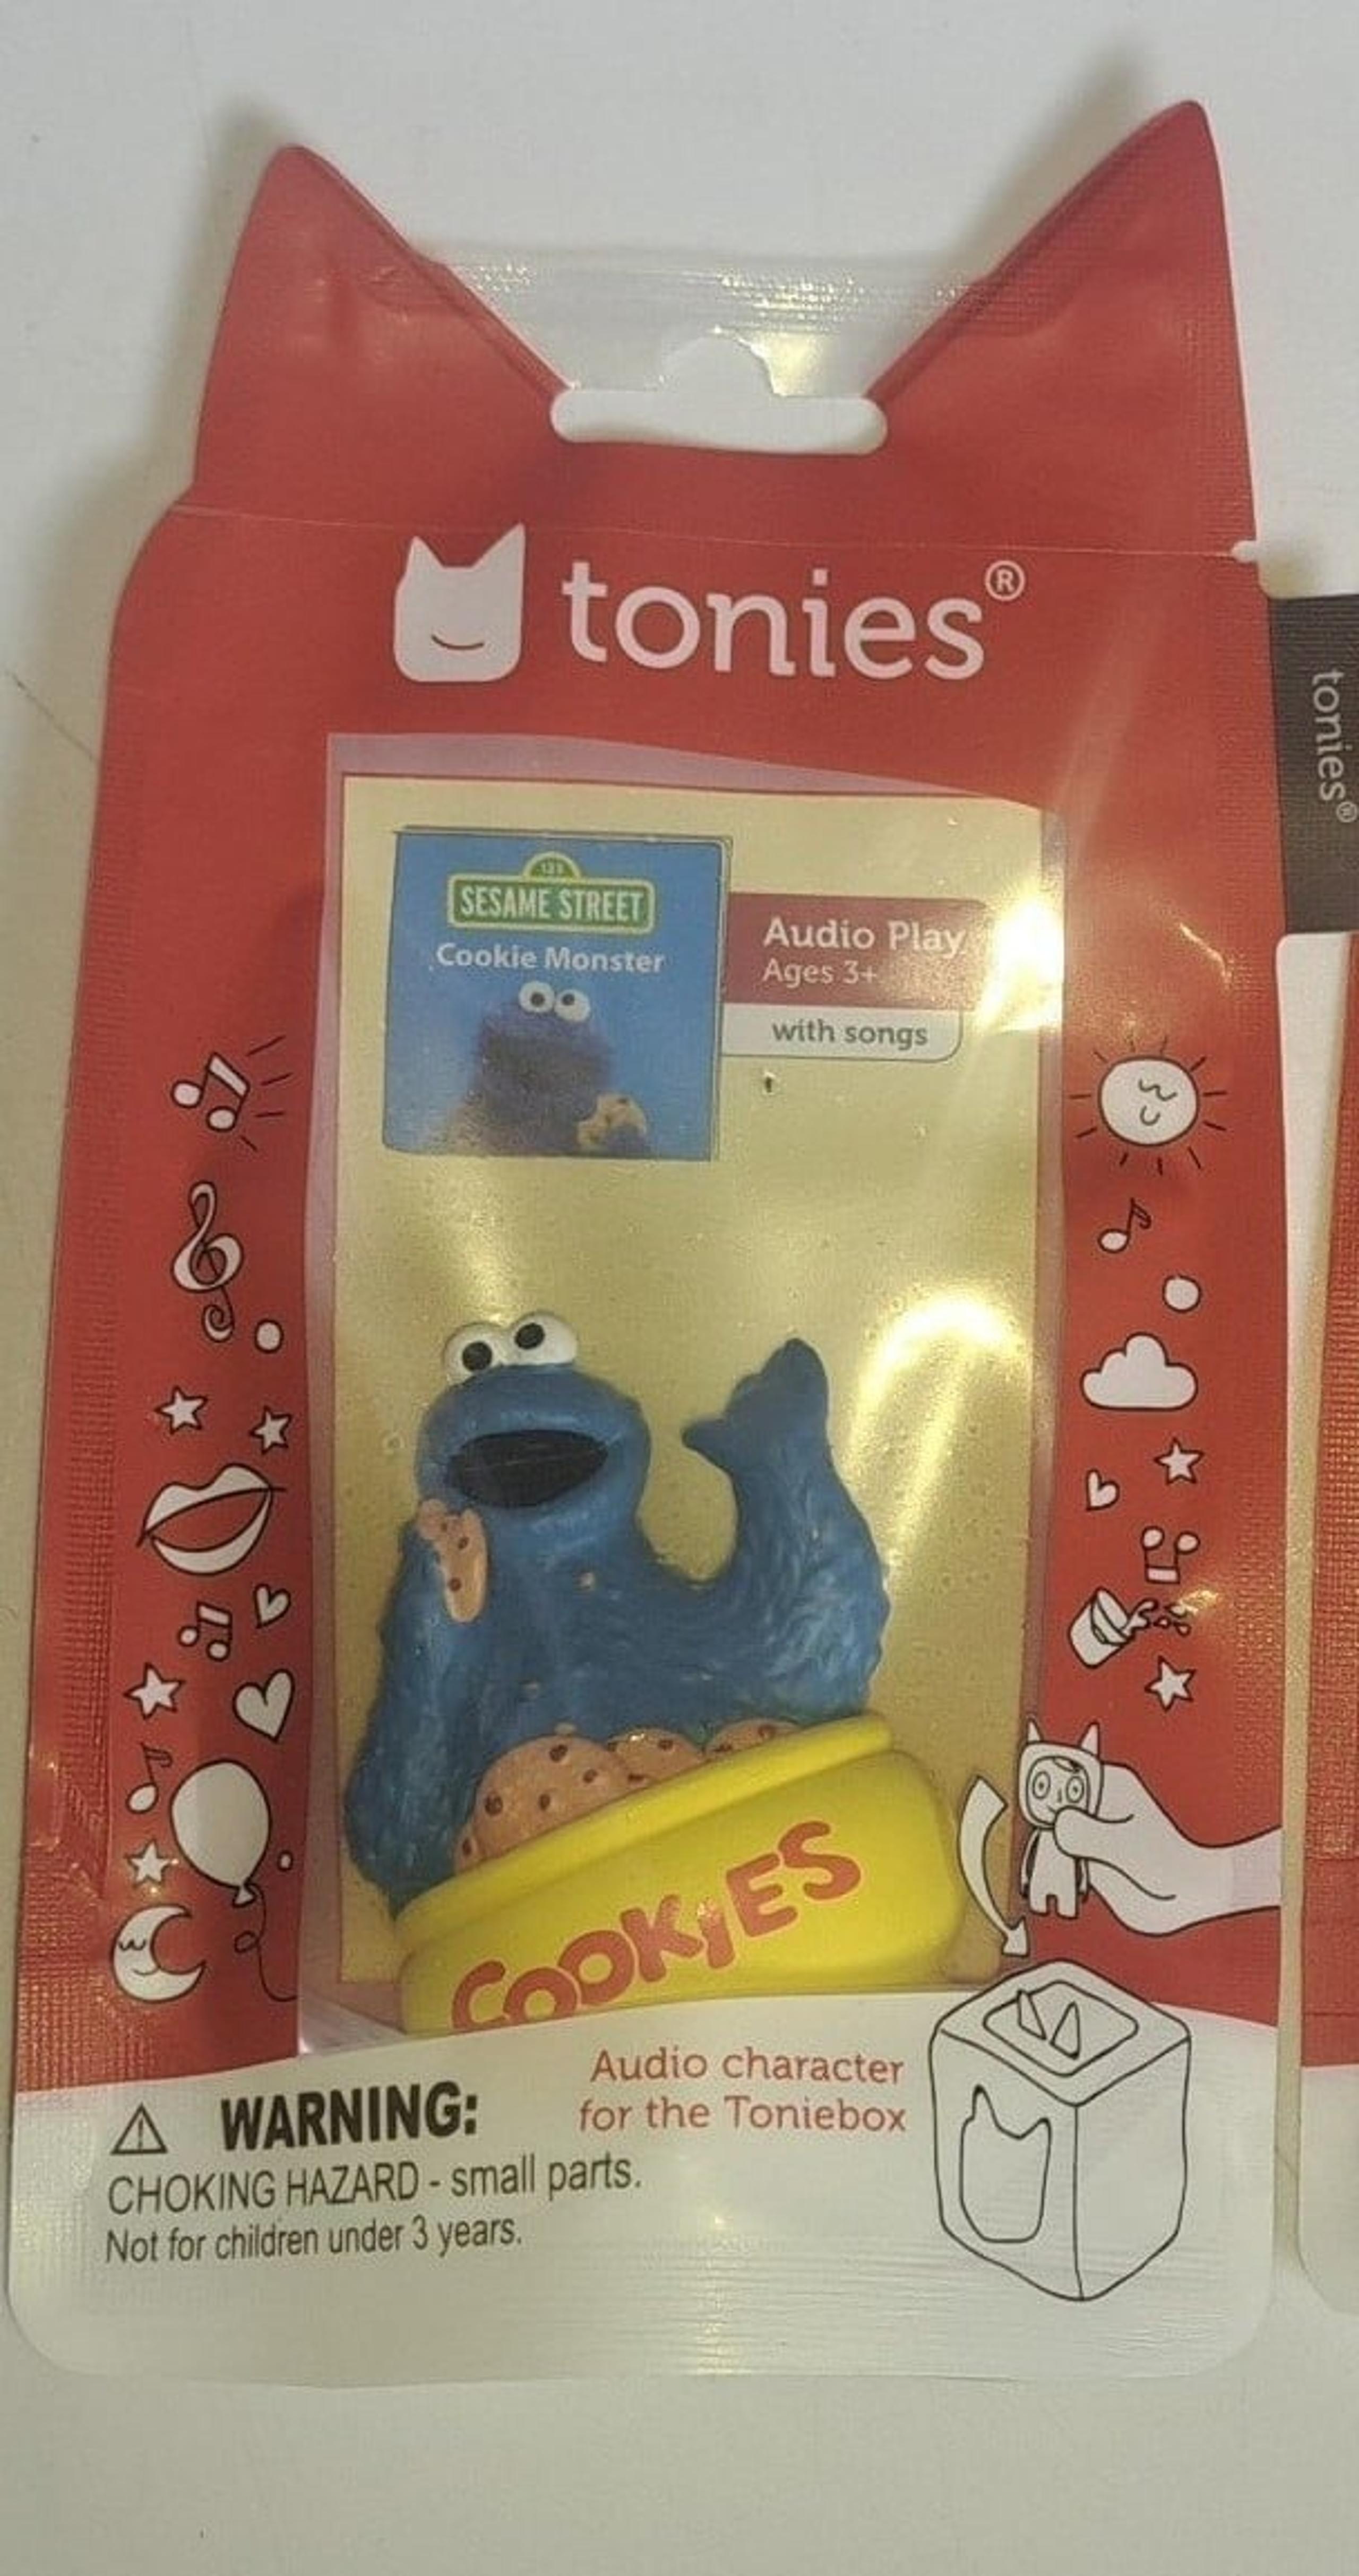 tonies®
123
SESAME STREET
Cookie Monster
Audio Play
Ages 3+
with songs
COOKiES
Audio character
for the Toniebox
WARNING:
CHOKING HAZARD - small parts.
Not for children under 3 years.
tonies®